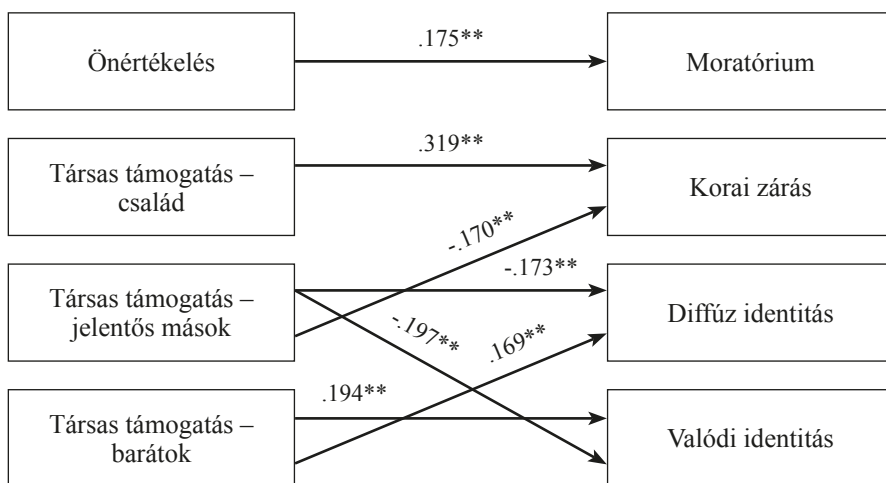 Önértékelés
.175**
Moratórium
Társas támogatás –
család
.319**
Korai zárás
-.170**
Társas támogatás –
jelentős mások
-.173**
Diffúz identitás
-.197**
.169**
Társas támogatás –
barátok
.194**
Valódi identitás